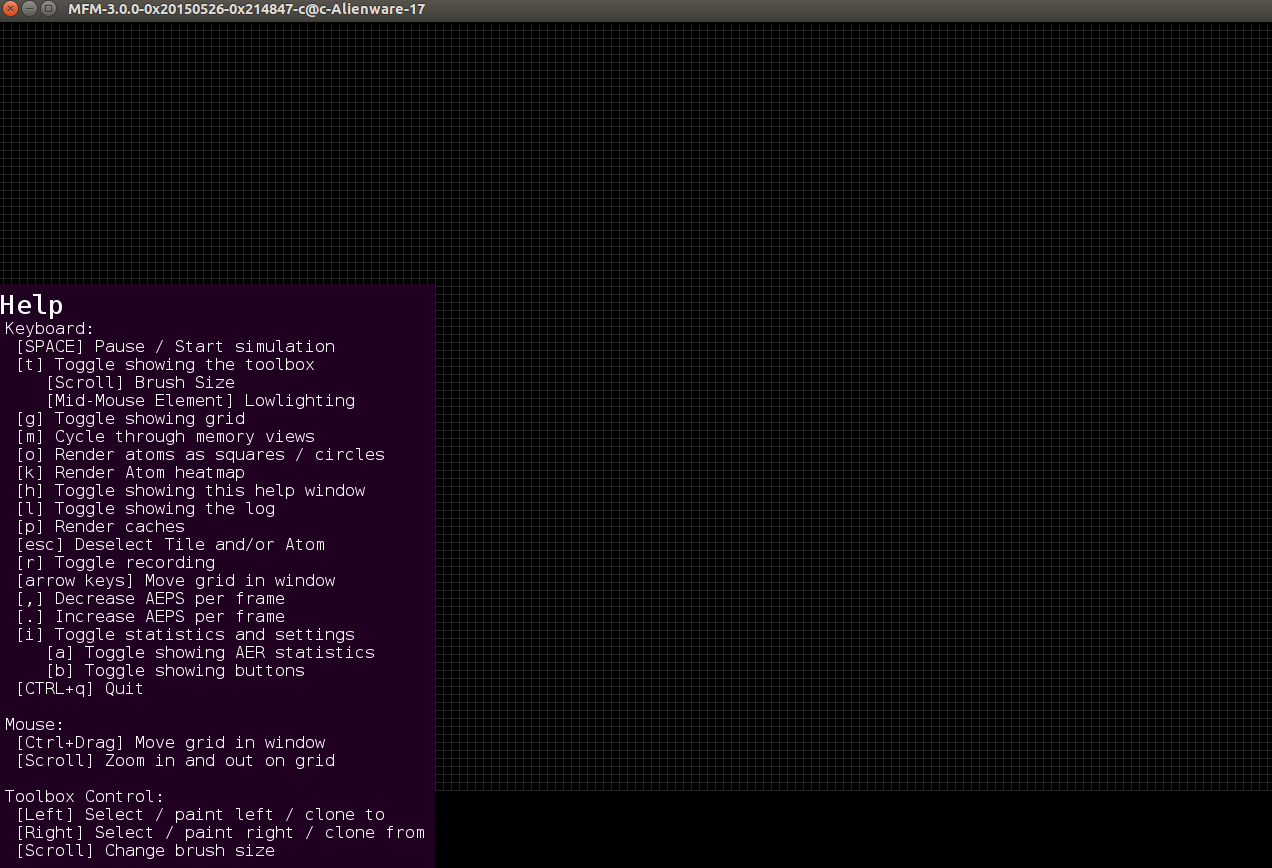 MFM-3.0.0-0x20150526-0x214847-c@c-Alienware-17
Help
Keyboard:
[SPACE] Pause / Start simulation
[t] Toggle showing the toolbox
[Scroll] Brush Size
[Mid-Mouse Element] Lowlighting
[g] Toggle showing grid
[m] Cycle through memory views
[o] Render atoms as squares / circles
[k] Render Atom heatmap
[h] Toggle showing this help window
[l] Toggle showing the log
[p] Render caches
[esc] Deselect Tile and/or Atom
[r] Toggle recording
[arrow keys] Move grid in window
[,] Decrease AEPS per frame
[.] Increase AEPS per frame
[i] Toggle statistics and settings
[a] Toggle showing AER statistics
[b] Toggle showing buttons
[CTRL+q] Quit
Mouse:
[Ctrl+Drag] Move grid in window
[Scroll] Zoom in and out on grid
Toolbox Control:
[Left] Select / paint left / clone to
[Right] Select / paint right / clone from
[Scroll] Change brush size